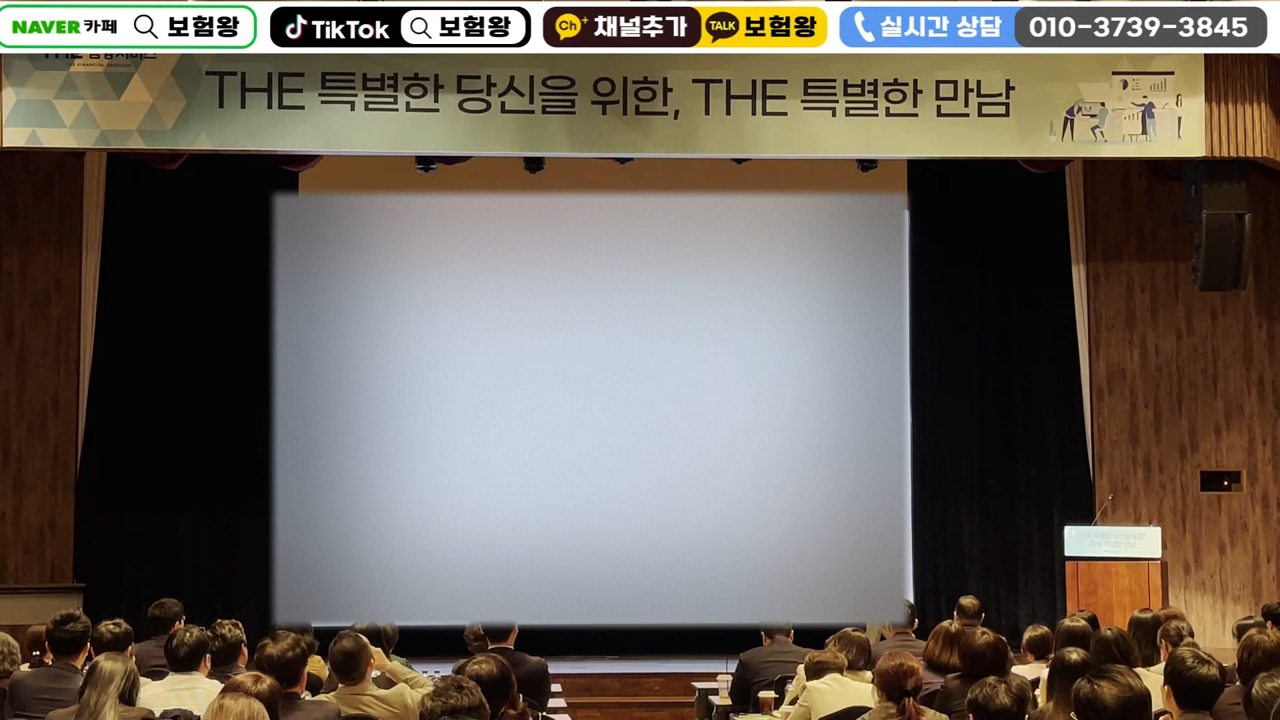 NAVER 카페 보험왕
TikTok 보험왕
Ch+ 채널추가 TALK 보험왕
실시간 상담 010-3739-3845
THE 특별한 당신을 위한, THE 특별한 만남